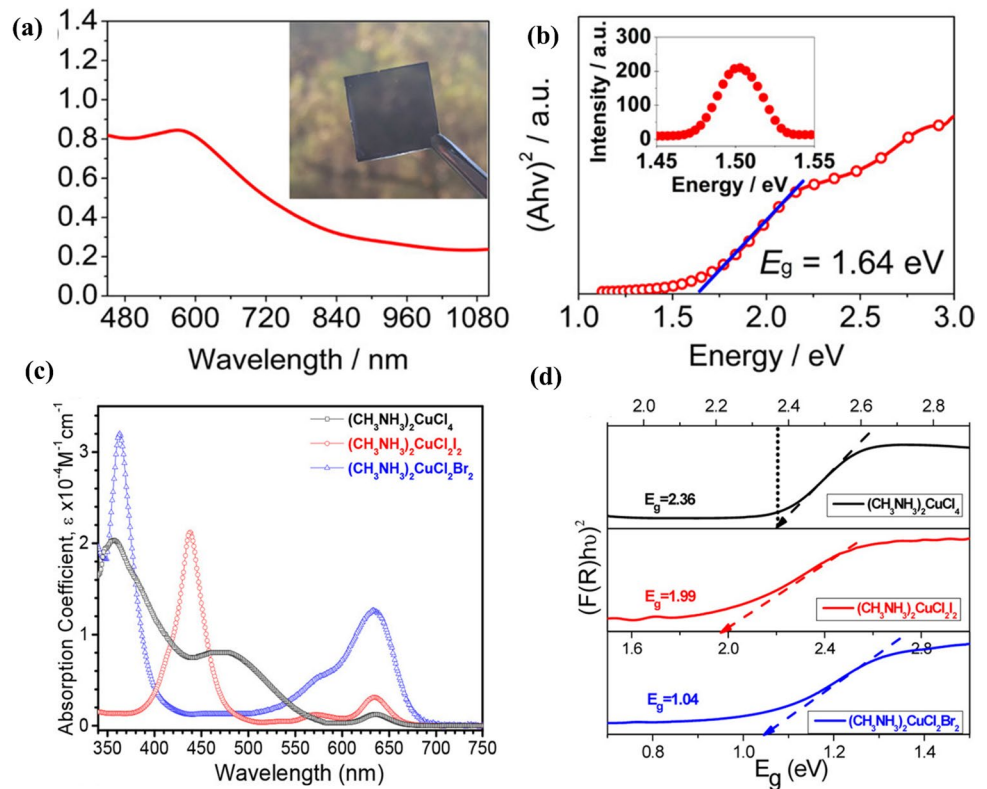 (a)
1.4
1.2
1.0
0.8
0.6
0.4
0.2
0.0
480 600 720 840 960 1080
Wavelength / nm
(b)
(Ahv)² / a.u.
Intensity / a.u.
300
200
100
0
1.45 1.50 1.55
Energy / eV
E_g = 1.64 eV
1.0 1.5 2.0 2.5 3.0
Energy / eV
(c)
Absorption Coefficient, ε x10⁻⁴M⁻¹cm⁻¹
3
2
1
0
(CH₃NH₃)₂CuCl₄
(CH₃NH₃)₂CuCl₂I₂
(CH₃NH₃)₂CuCl₂Br₂
350 400 450 500 550 600 650 700 750
Wavelength (nm)
(d)
2.0 2.2 2.4 2.6 2.8
(F(R)hυ)²
E_g=2.36
(CH₃NH₃)₂CuCl₄
E_g=1.99
(CH₃NH₃)₂CuCl₂I₂
1.6 2.0 2.4 2.8
E_g=1.04
(CH₃NH₃)₂CuCl₂Br₂
0.8 1.0 1.2 1.4
E_g (eV)